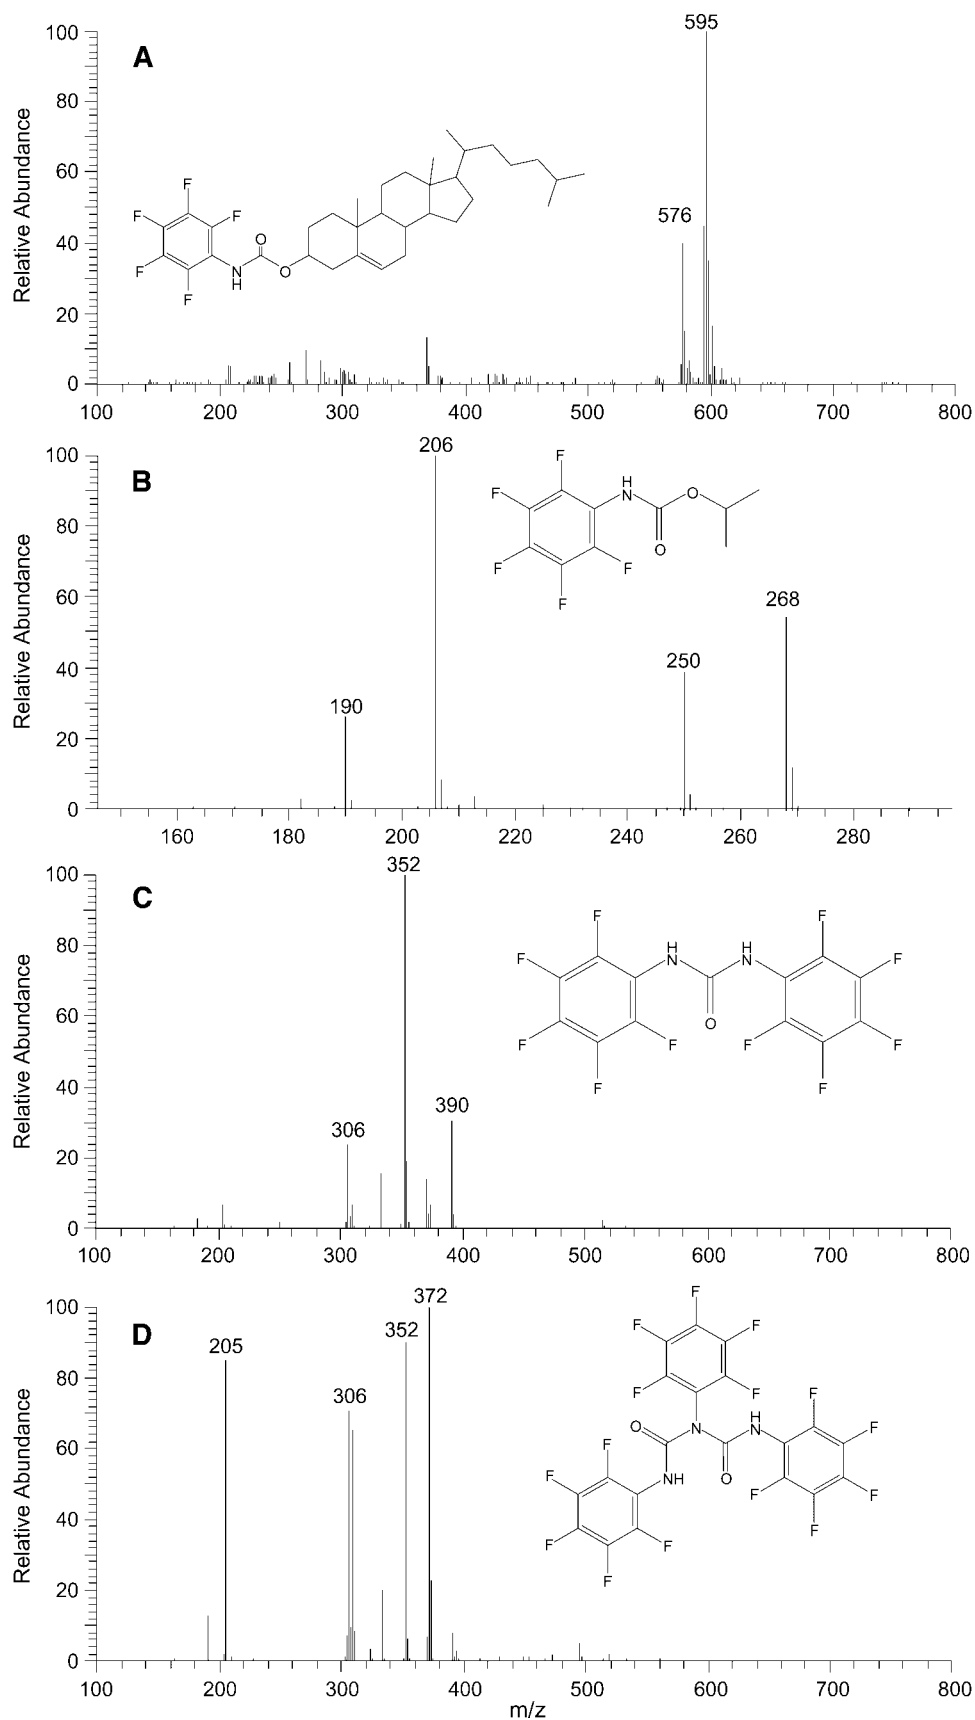 595
100
A
80
Relative Abundance
60
576
F
F
F
40
O
F
N
H
O
F
20
0
100 200 300 400 500 600 700 800
206
100
B
F
H
N
O
F
80
Relative Abundance
O
F
F
60
F
268
250
40
190
20
0
160 180 200 220 240 260 280
352
100
C
F
F
H
N
H
N
F
F
80
Relative Abundance
O
60
F
F
F
F
F
F
40
390
306
20
0
100 200 300 400 500 600 700 800
372
F
100
D
352
F
F
205
80
306
F
F
F
Relative Abundance
O
N
H
N
F
60
F
O
F
NH
F
F
40
F
F
F
F
20
0
100 200 300 400 500 600 700 800
m/z